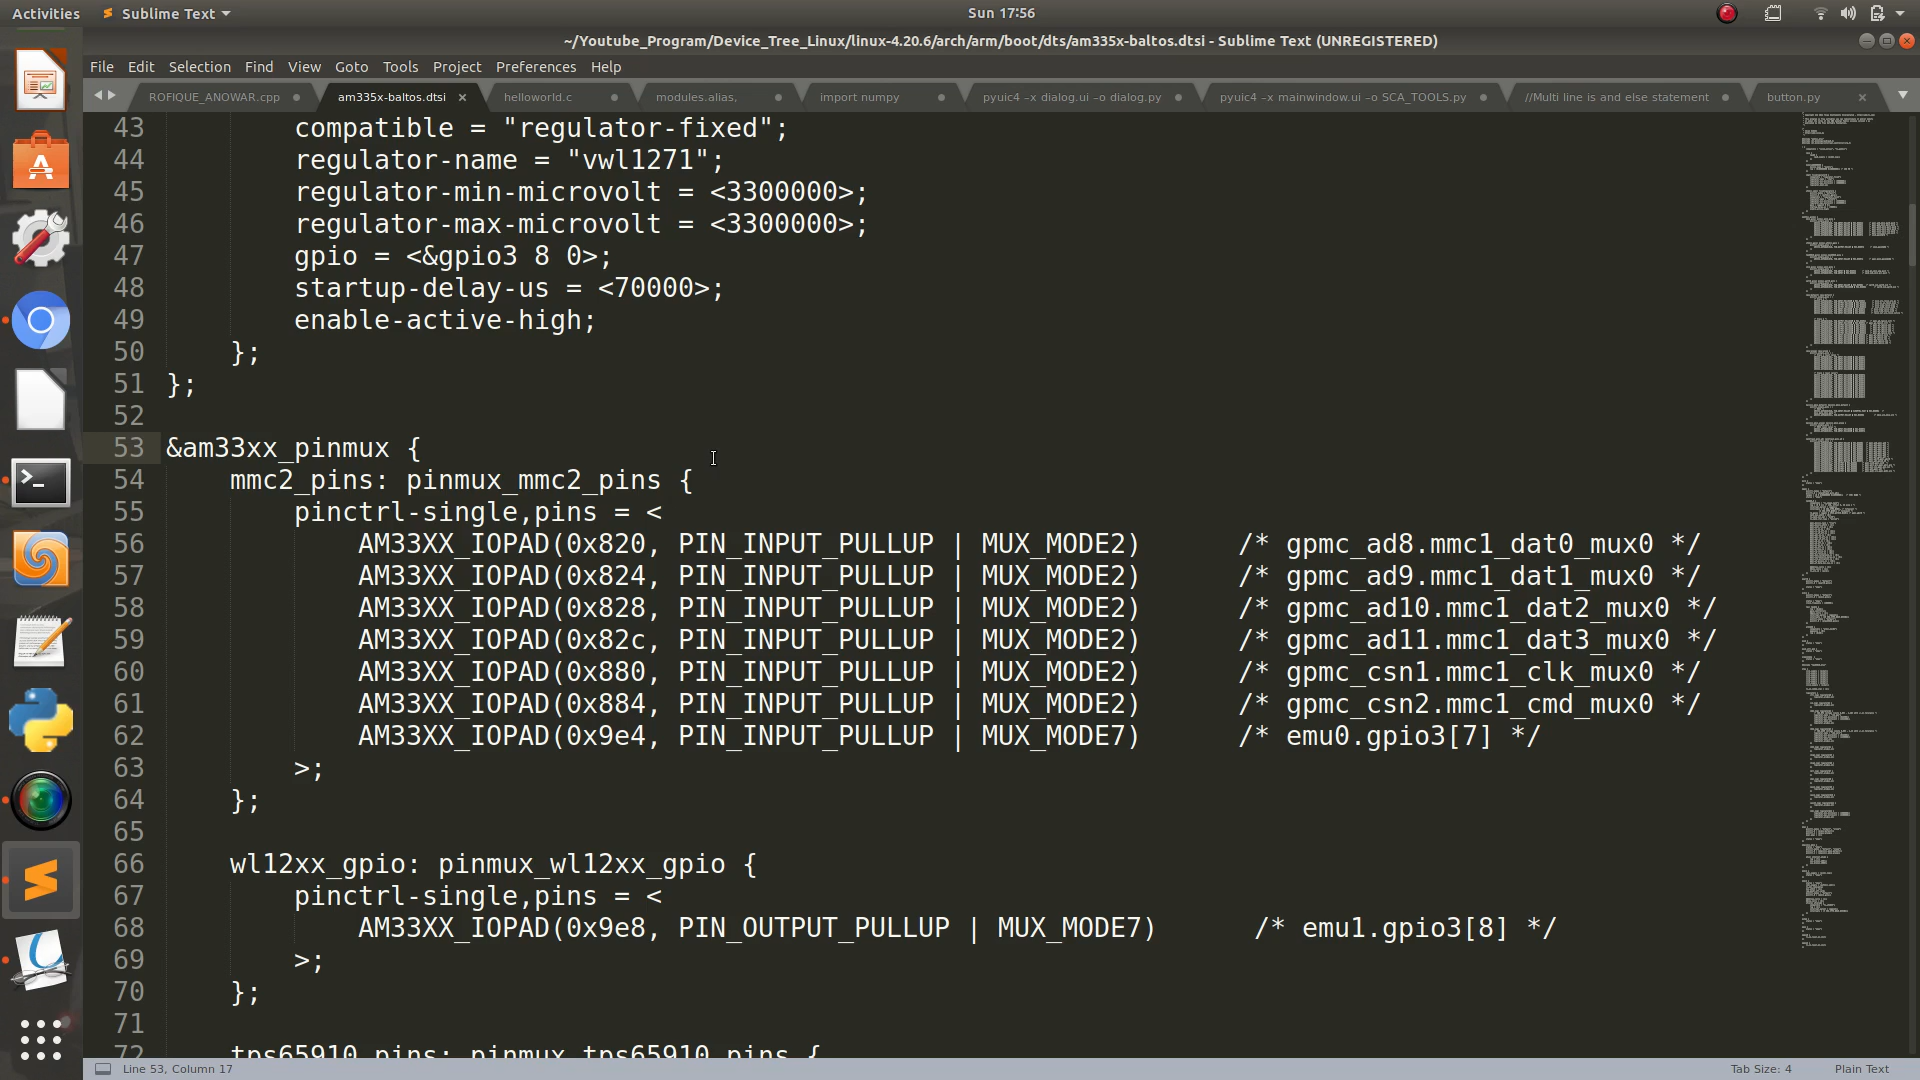 Activities Sublime Text Sun 17:56
~/Youtube_Program/Device_Tree_Linux/linux-4.20.6/arch/arm/boot/dts/am335x-baltos.dtsi - Sublime Text (UNREGISTERED)
File Edit Selection Find View Goto Tools Project Preferences Help
ROFIQUE_ANOWAR.cpp am335x-baltos.dtsi helloworld.c modules.alias, import numpy pyuic4 –x dialog.ui –o dialog.py pyuic4 –x mainwindow.ui –o SCA_TOOLS.py //Multi line is and else statement button.py
43 compatible = "regulator-fixed";
44 regulator-name = "vwl1271";
45 regulator-min-microvolt = <3300000>;
46 regulator-max-microvolt = <3300000>;
47 gpio = <&gpio3 8 0>;
48 startup-delay-us = <70000>;
49 enable-active-high;
50 };
51 };
52
53 &am33xx_pinmux {
54 mmc2_pins: pinmux_mmc2_pins {
55 pinctrl-single,pins = <
56 AM33XX_IOPAD(0x820, PIN_INPUT_PULLUP | MUX_MODE2) /* gpmc_ad8.mmc1_dat0_mux0 */
57 AM33XX_IOPAD(0x824, PIN_INPUT_PULLUP | MUX_MODE2) /* gpmc_ad9.mmc1_dat1_mux0 */
58 AM33XX_IOPAD(0x828, PIN_INPUT_PULLUP | MUX_MODE2) /* gpmc_ad10.mmc1_dat2_mux0 */
59 AM33XX_IOPAD(0x82c, PIN_INPUT_PULLUP | MUX_MODE2) /* gpmc_ad11.mmc1_dat3_mux0 */
60 AM33XX_IOPAD(0x880, PIN_INPUT_PULLUP | MUX_MODE2) /* gpmc_csn1.mmc1_clk_mux0 */
61 AM33XX_IOPAD(0x884, PIN_INPUT_PULLUP | MUX_MODE2) /* gpmc_csn2.mmc1_cmd_mux0 */
62 AM33XX_IOPAD(0x9e4, PIN_INPUT_PULLUP | MUX_MODE7) /* emu0.gpio3[7] */
63 >;
64 };
65
66 wl12xx_gpio: pinmux_wl12xx_gpio {
67 pinctrl-single,pins = <
68 AM33XX_IOPAD(0x9e8, PIN_OUTPUT_PULLUP | MUX_MODE7) /* emu1.gpio3[8] */
69 >;
70 };
71
72 tps65910_pins: pinmux_tps65910_pins {
Line 53, Column 17 Tab Size: 4 Plain Text